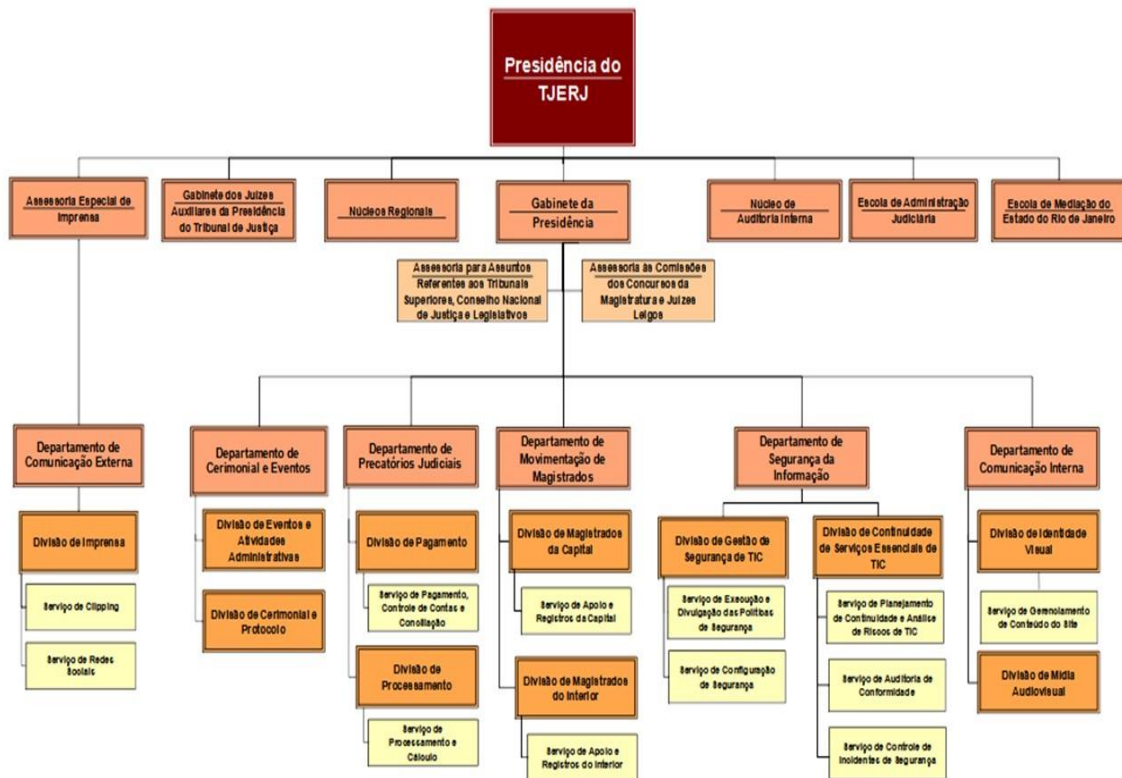 Presidência do
TJERJ
Assessoria Especial de
Imprensa
Gabinete dos Juízes
Auxiliares da Presidência
do Tribunal de Justiça
Núcleos Regionais
Gabinete da
Presidência
Núcleo de
Auditoria Interna
Escola de Administração
Judiciária
Escola de Mediação do
Estado do Rio de Janeiro
Assessoria para Assuntos
Referentes aos Tribunais
Superiores, Conselho Nacional
de Justiça e Legislativos
Assessoria às Comissões
dos Concursos da
Magistratura e Juízes
Leigos
Departamento de
Comunicação Externa
Departamento de
Cerimonial e Eventos
Departamento de
Precatórios Judiciais
Departamento de
Movimentação de
Magistrados
Departamento de
Segurança da
Informação
Departamento de
Comunicação Interna
Divisão de Imprensa
Serviço de Clipping
Serviço de Redes
Sociais
Divisão de Eventos e
Atividades
Administrativas
Divisão de Cerimonial e
Protocolo
Divisão de Pagamento
Serviço de Pagamento,
Controle de Contas e
Conciliação
Divisão de
Processamento
Serviço de
Processamento e
Cálculo
Divisão de Magistrados
da Capital
Serviço de Apoio e
Registros da Capital
Divisão de Magistrados
do Interior
Serviço de Apoio e
Registros do Interior
Divisão de Gestão de
Segurança de TIC
Serviço de Execução e
Divulgação das Políticas
de Segurança
Serviço de Configuração
de Segurança
Divisão de Continuidade
de Serviços Essenciais de
TIC
Serviço de Planejamento
de Continuidade e Análise
de Riscos de TIC
Serviço de Auditoria de
Conformidade
Serviço de Controle de
Incidentes de Segurança
Divisão de Identidade
Visual
Serviço de Gerenciamento
de Conteúdo do Site
Divisão de Mídia
Audiovisual